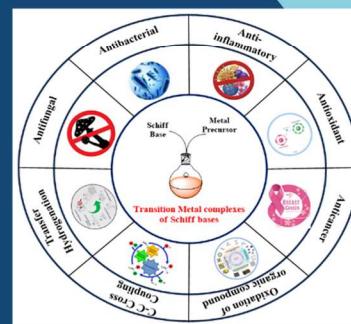 Antibacterial
Anti-
inflammatory
Antioxidant
Anticancer
Oxidation of
organic compound
C-C Cross
Coupling
Transfer
Hydrogenation
Antifungal
Schiff
Base
Metal
Precursor
Transition Metal complexes
of Schiff bases